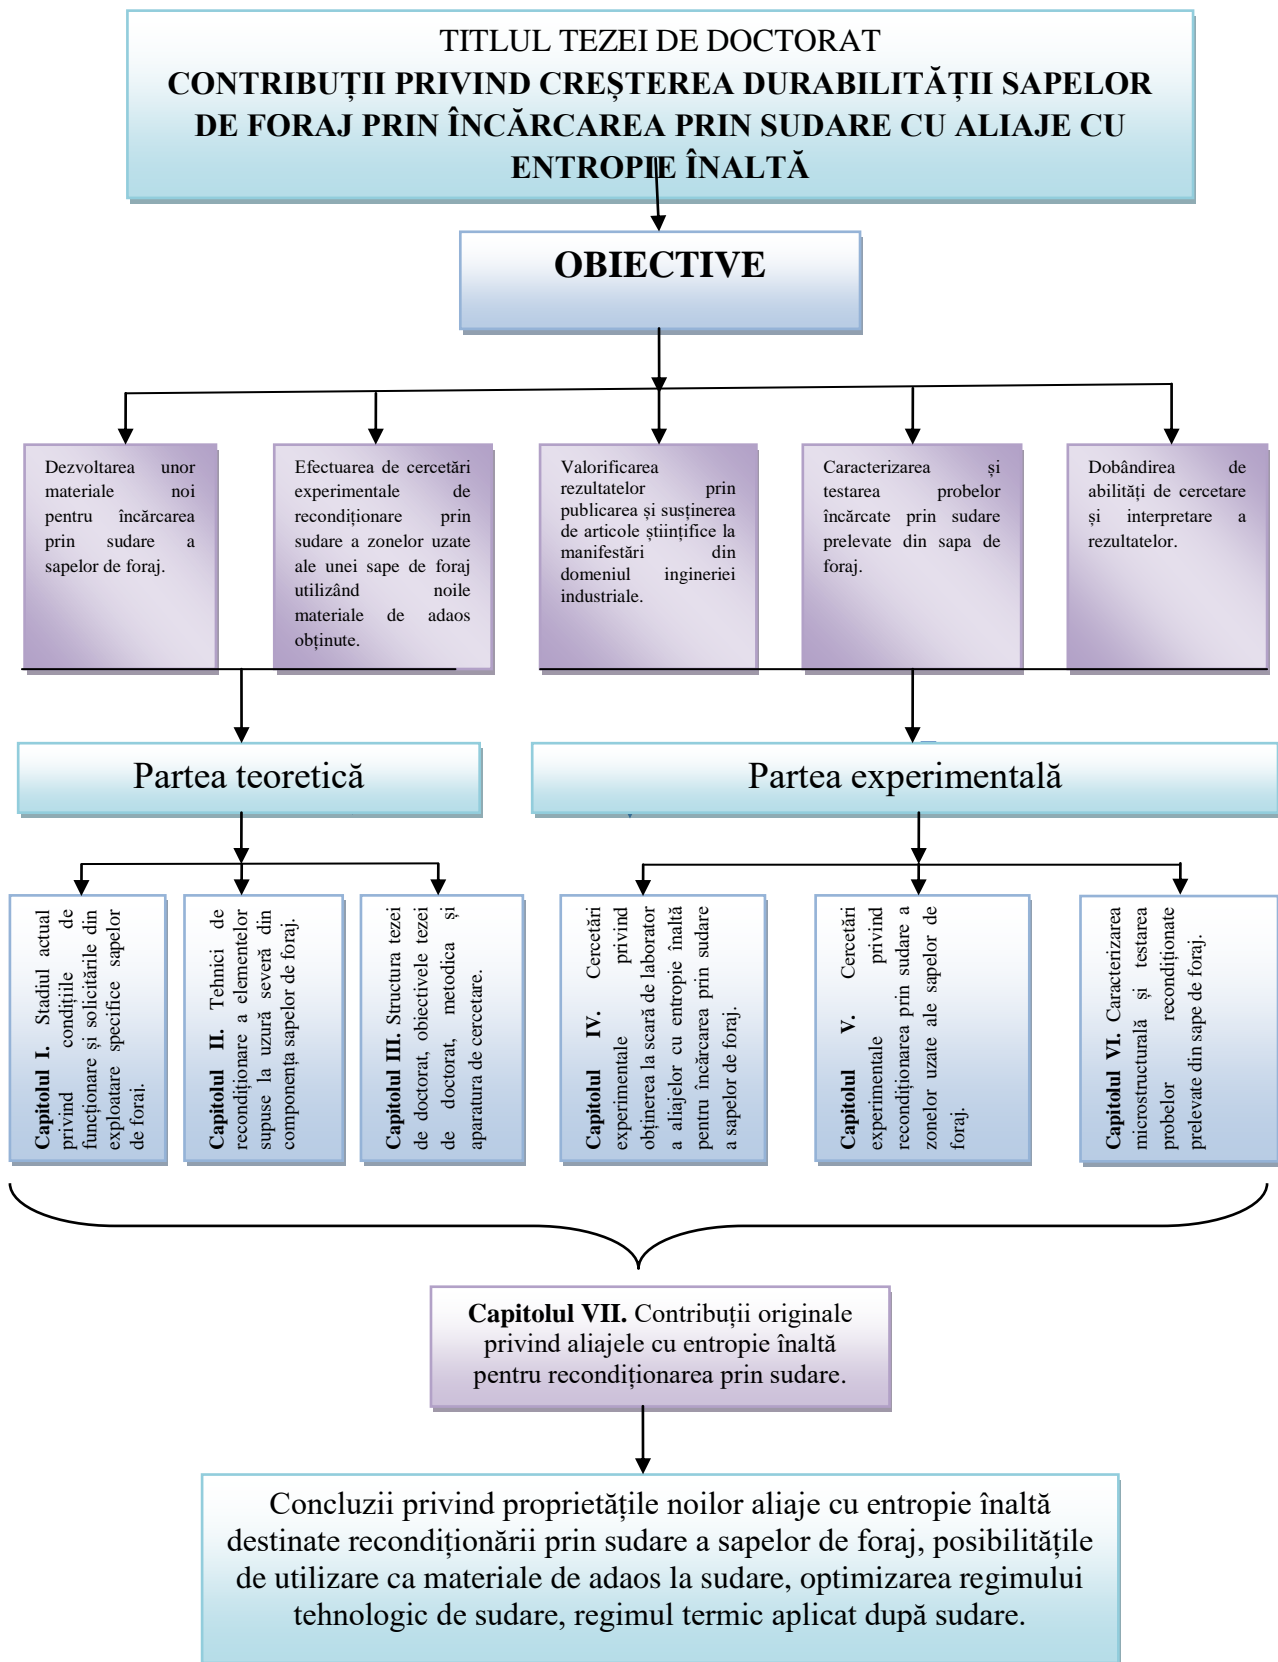 TITLUL TEZEI DE DOCTORAT
CONTRIBUȚII PRIVIND CREȘTEREA DURABILITĂȚII SAPELOR
DE FORAJ PRIN ÎNCĂRCAREA PRIN SUDARE CU ALIAJE CU
ENTROPIE ÎNALTĂ
OBIECTIVE
Dezvoltarea unor
materiale noi
pentru încărcarea
prin sudare a
sapelor de foraj.
Efectuarea de cercetări
experimentale de
recondiționare prin
sudare a zonelor uzate
ale unei sape de foraj
utilizând noile
materiale de adaos
obținute.
Valorificarea
rezultatelor prin
publicarea și susținerea
de articole științifice la
manifestări din
domeniul ingineriei
industriale.
Caracterizarea și
testarea probelor
încărcate prin sudare
prelevate din sapa de
foraj.
Dobândirea de
abilități de cercetare
și interpretare a
rezultatelor.
Partea teoretică
Partea experimentală
Capitolul I. Stadiul actual
privind condițiile de
funcționare și solicitările din
exploatare specifice sapelor
de foraj.
Capitolul II. Tehnici de
recondiționare a elementelor
supuse la uzură severă din
componența sapelor de foraj.
Capitolul III. Structura tezei
de doctorat, obiectivele tezei
de doctorat, metodica și
aparatura de cercetare.
Capitolul IV. Cercetări
experimentale privind
obținerea la scară de laborator
a aliajelor cu entropie înaltă
pentru încărcarea prin sudare
a sapelor de foraj.
Capitolul V. Cercetări
experimentale privind
recondiționarea prin sudare a
zonelor uzate ale sapelor de
foraj.
Capitolul VI. Caracterizarea
microstructurală și testarea
probelor recondiționate
prelevate din sape de foraj.
Capitolul VII. Contribuții originale
privind aliajele cu entropie înaltă
pentru recondiționarea prin sudare.
Concluzii privind proprietățile noilor aliaje cu entropie înaltă
destinate recondiționării prin sudare a sapelor de foraj, posibilitățile
de utilizare ca materiale de adaos la sudare, optimizarea regimului
tehnologic de sudare, regimul termic aplicat după sudare.